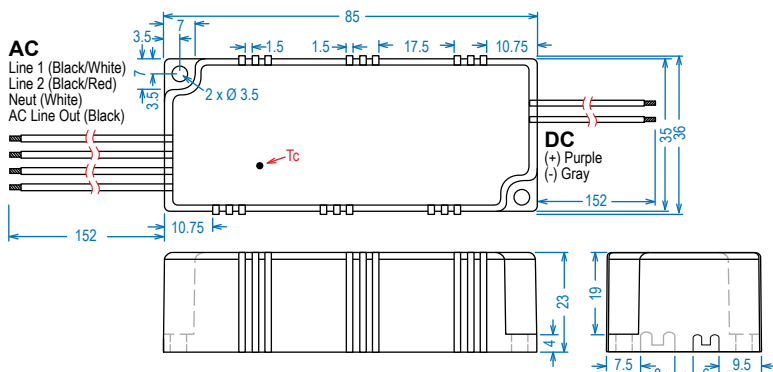 85
7
3.5
1.5
1.5
17.5
10.75
AC
Line 1 (Black/White)
Line 2 (Black/Red)
Neut (White)
AC Line Out (Black)
7
3.5
2 x Ø 3.5
Tc
DC
(+) Purple
(-) Gray
35
36
152
152
10.75
23
4
19
7.5
9.5